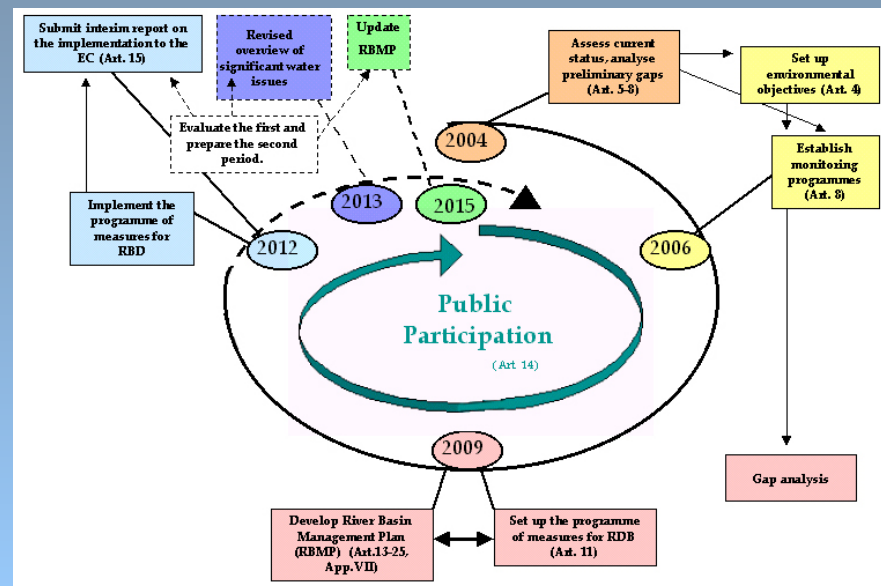 Submit interim report on
the implementation to the
EC (Art. 15)
Revised
overview of
significant water
issues
Update
RBMP
Assess current
status, analyse
preliminary gaps
(Art. 5-8)
Set up
environmental
objectives (Art. 4)
Evaluate the first and
prepare the second
period.
2004
Establish
monitoring
programmes
(Art. 8)
Implement the
programme of
measures for
RBD
2013
2015
2012
2006
Public
Participation
(Art 14)
2009
Gap analysis
Develop River Basin
Management Plan
(RBMP) (Art.13-25,
App.VII)
Set up the programme
of measures for RDB
(Art. 11)